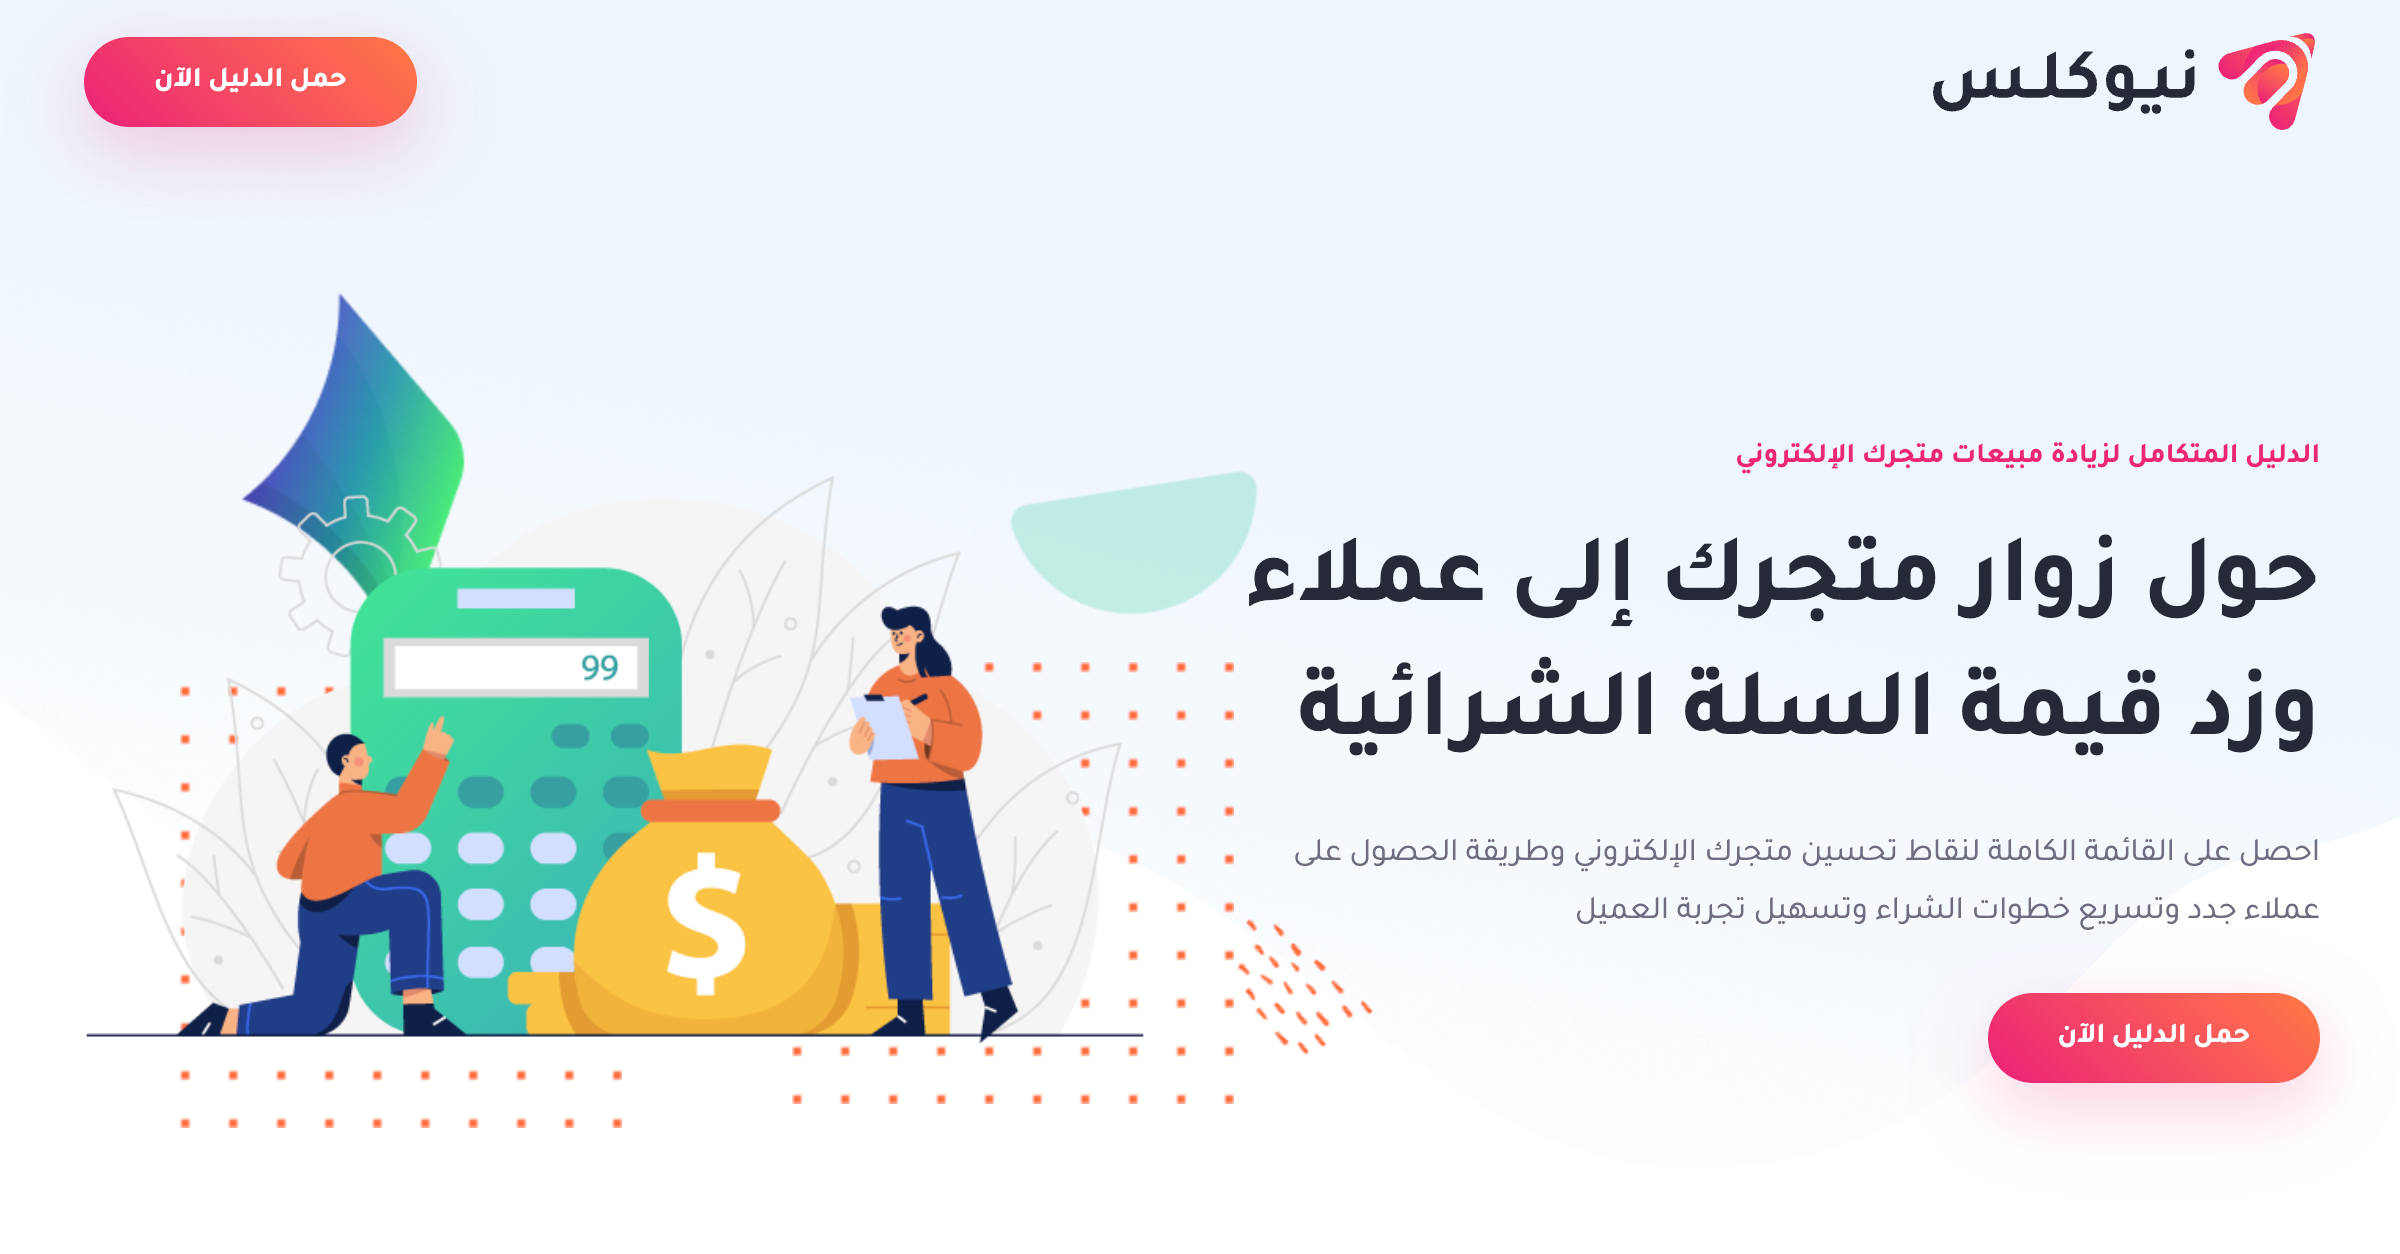 نيوكلس
حمل الدليل الآن
الدليل المتكامل لزيادة مبيعات متجرك الإلكتروني
حول زوار متجرك إلى عملاء
وزد قيمة السلة الشرائية
احصل على القائمة الكاملة لنقاط تحسين متجرك الإلكتروني وطريقة الحصول على
عملاء جدد وتسريع خطوات الشراء وتسهيل تجربة العميل
حمل الدليل الآن
99
$